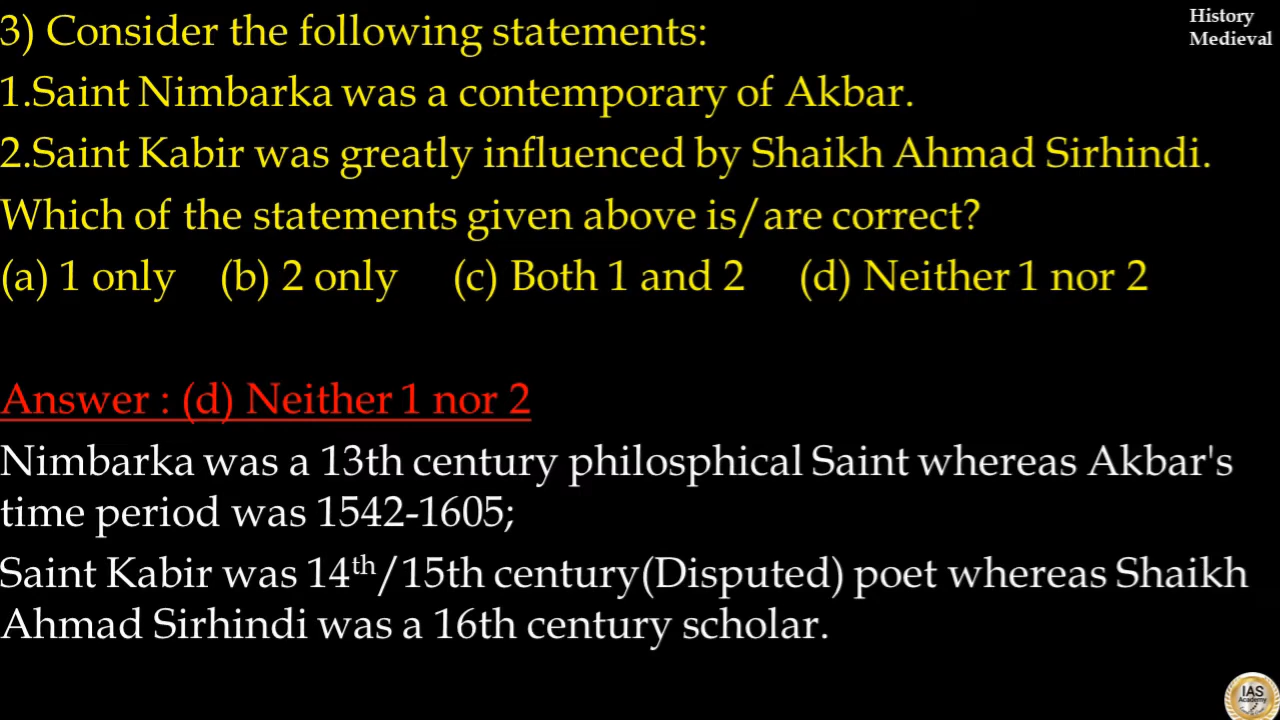 3) Consider the following statements:
History
Medieval
1.Saint Nimbarka was a contemporary of Akbar.
2.Saint Kabir was greatly influenced by Shaikh Ahmad Sirhindi.
Which of the statements given above is/are correct?
(a) 1 only (b) 2 only (c) Both 1 and 2 (d) Neither 1 nor 2
Answer : (d) Neither 1 nor 2
Nimbarka was a 13th century philosphical Saint whereas Akbar's
time period was 1542-1605;
Saint Kabir was 14th/15th century(Disputed) poet whereas Shaikh
Ahmad Sirhindi was a 16th century scholar.
IAS
Academy